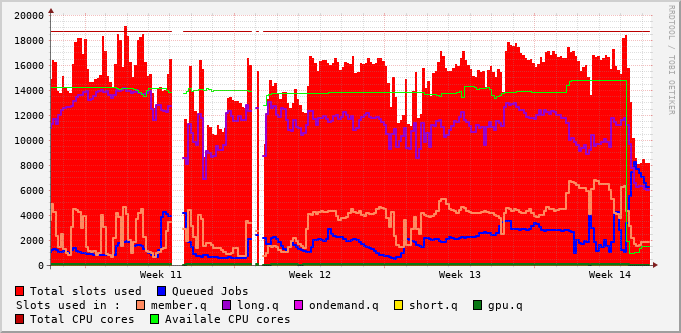 20000
18000
16000
14000
12000
10000
8000
6000
4000
2000
0
Week 11 Week 12 Week 13 Week 14
RRDTOOL / TOBI OETIKER
Total slots used Queued Jobs
Slots used in : member.q long.q ondemand.q short.q gpu.q
Total CPU cores Availale CPU cores